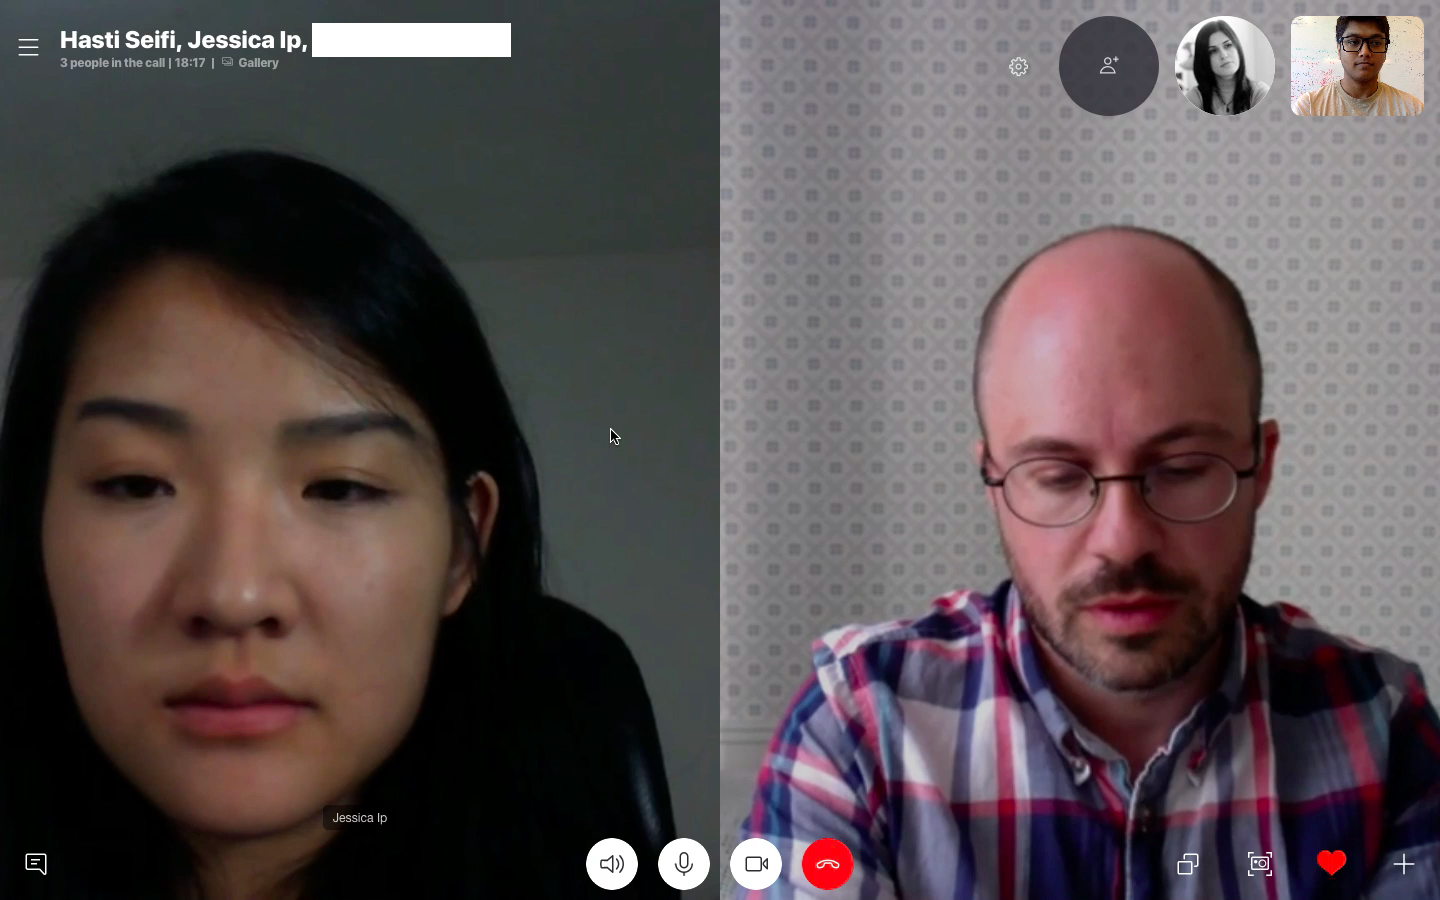 Hasti Seifi, Jessica Ip,
3 people in the call | 18:17 | Gallery
Jessica Ip